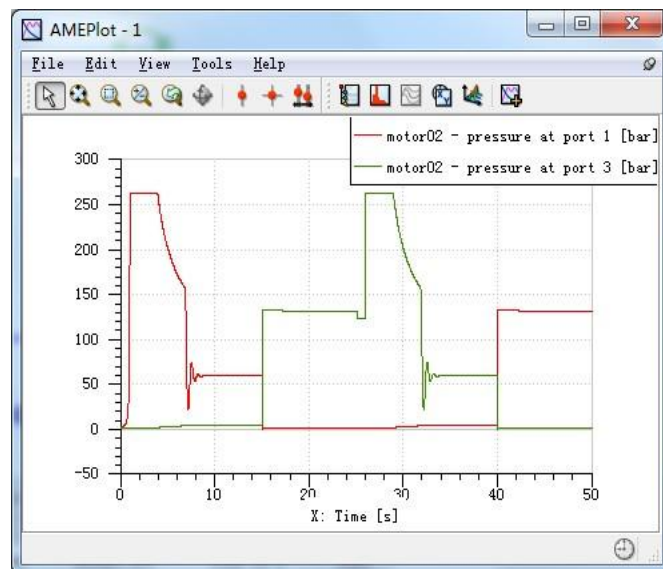 AMEPlot - 1
File Edit View Tools Help
motor02 - pressure at port 1 [bar]
motor02 - pressure at port 3 [bar]
300
250
200
150
100
50
0
-50
0 10 20 30 40 50
X: Time [s]